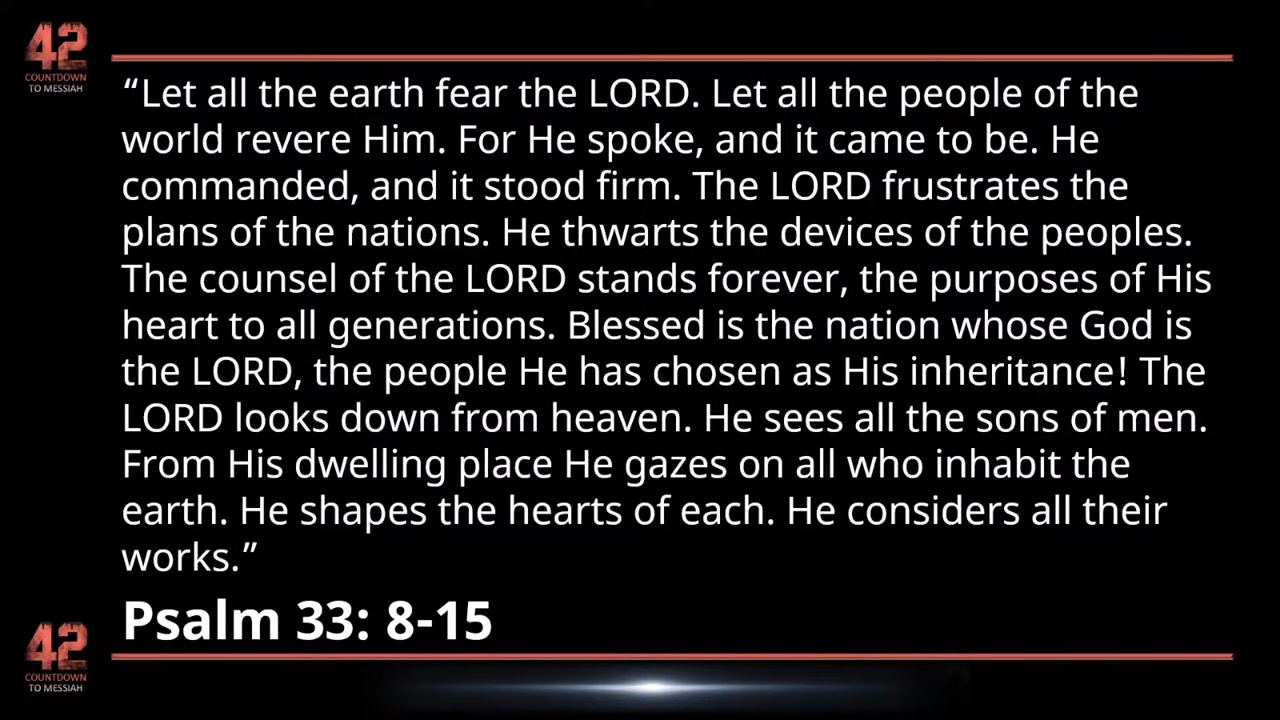 42
COUNTDOWN
TO MESSIAH
“Let all the earth fear the LORD. Let all the people of the
world revere Him. For He spoke, and it came to be. He
commanded, and it stood firm. The LORD frustrates the
plans of the nations. He thwarts the devices of the peoples.
The counsel of the LORD stands forever, the purposes of His
heart to all generations. Blessed is the nation whose God is
the LORD, the people He has chosen as His inheritance! The
LORD looks down from heaven. He sees all the sons of men.
From His dwelling place He gazes on all who inhabit the
earth. He shapes the hearts of each. He considers all their
works.”
Psalm 33: 8-15
42
COUNTDOWN
TO MESSIAH